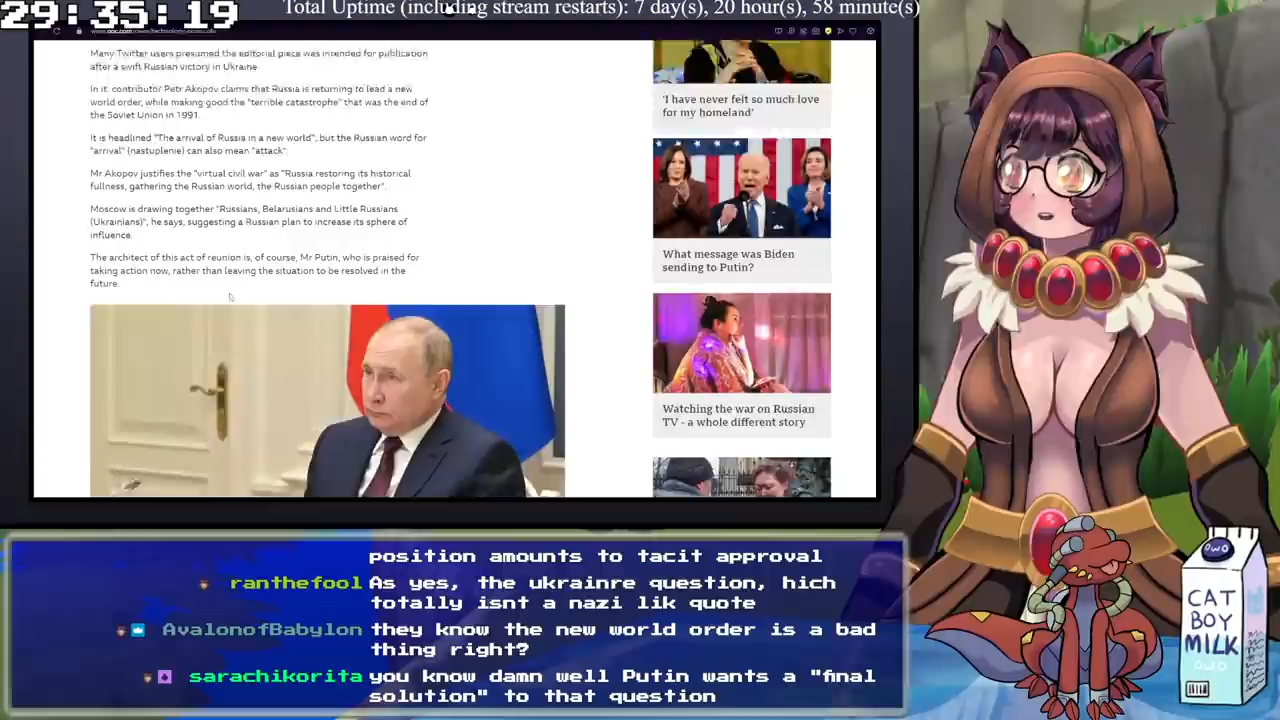 29:35:19
Total Uptime (including stream restarts): 7 day(s), 20 hour(s), 58 minute(s)
Many Twitter users presumed the editorial piece was intended for publication
after a swift Russian victory in Ukraine.
In it, contributor Petr Akopov claims that Russia is returning to lead a new
world order, while making good the "terrible catastrophe" that was the end of
the Soviet Union in 1991.
It is headlined "The arrival of Russia in a new world", but the Russian word for
"arrival" (nastuplenie) can also mean "attack".
Mr Akopov justifies the "virtual civil war" as "Russia restoring its historical
fullness, gathering the Russian world, the Russian people together".
Moscow is drawing together "Russians, Belarusians and Little Russians
(Ukrainians)", he says, suggesting a Russian plan to increase its sphere of
influence.
The architect of this act of reunion is, of course, Mr Putin, who is praised for
taking action now, rather than leaving the situation to be resolved in the
future.
'I have never felt so much love
for my homeland'
What message was Biden
sending to Putin?
Watching the war on Russian
TV - a whole different story
position amounts to tacit approval
ranthefool As yes, the ukrainre question, hich
totally isnt a nazi lik quote
AvalonofBabylon they know the new world order is a bad
thing right?
sarachikorita you know damn well Putin wants a "final
solution" to that question
OWO
CAT
BOY
MILK
OWO